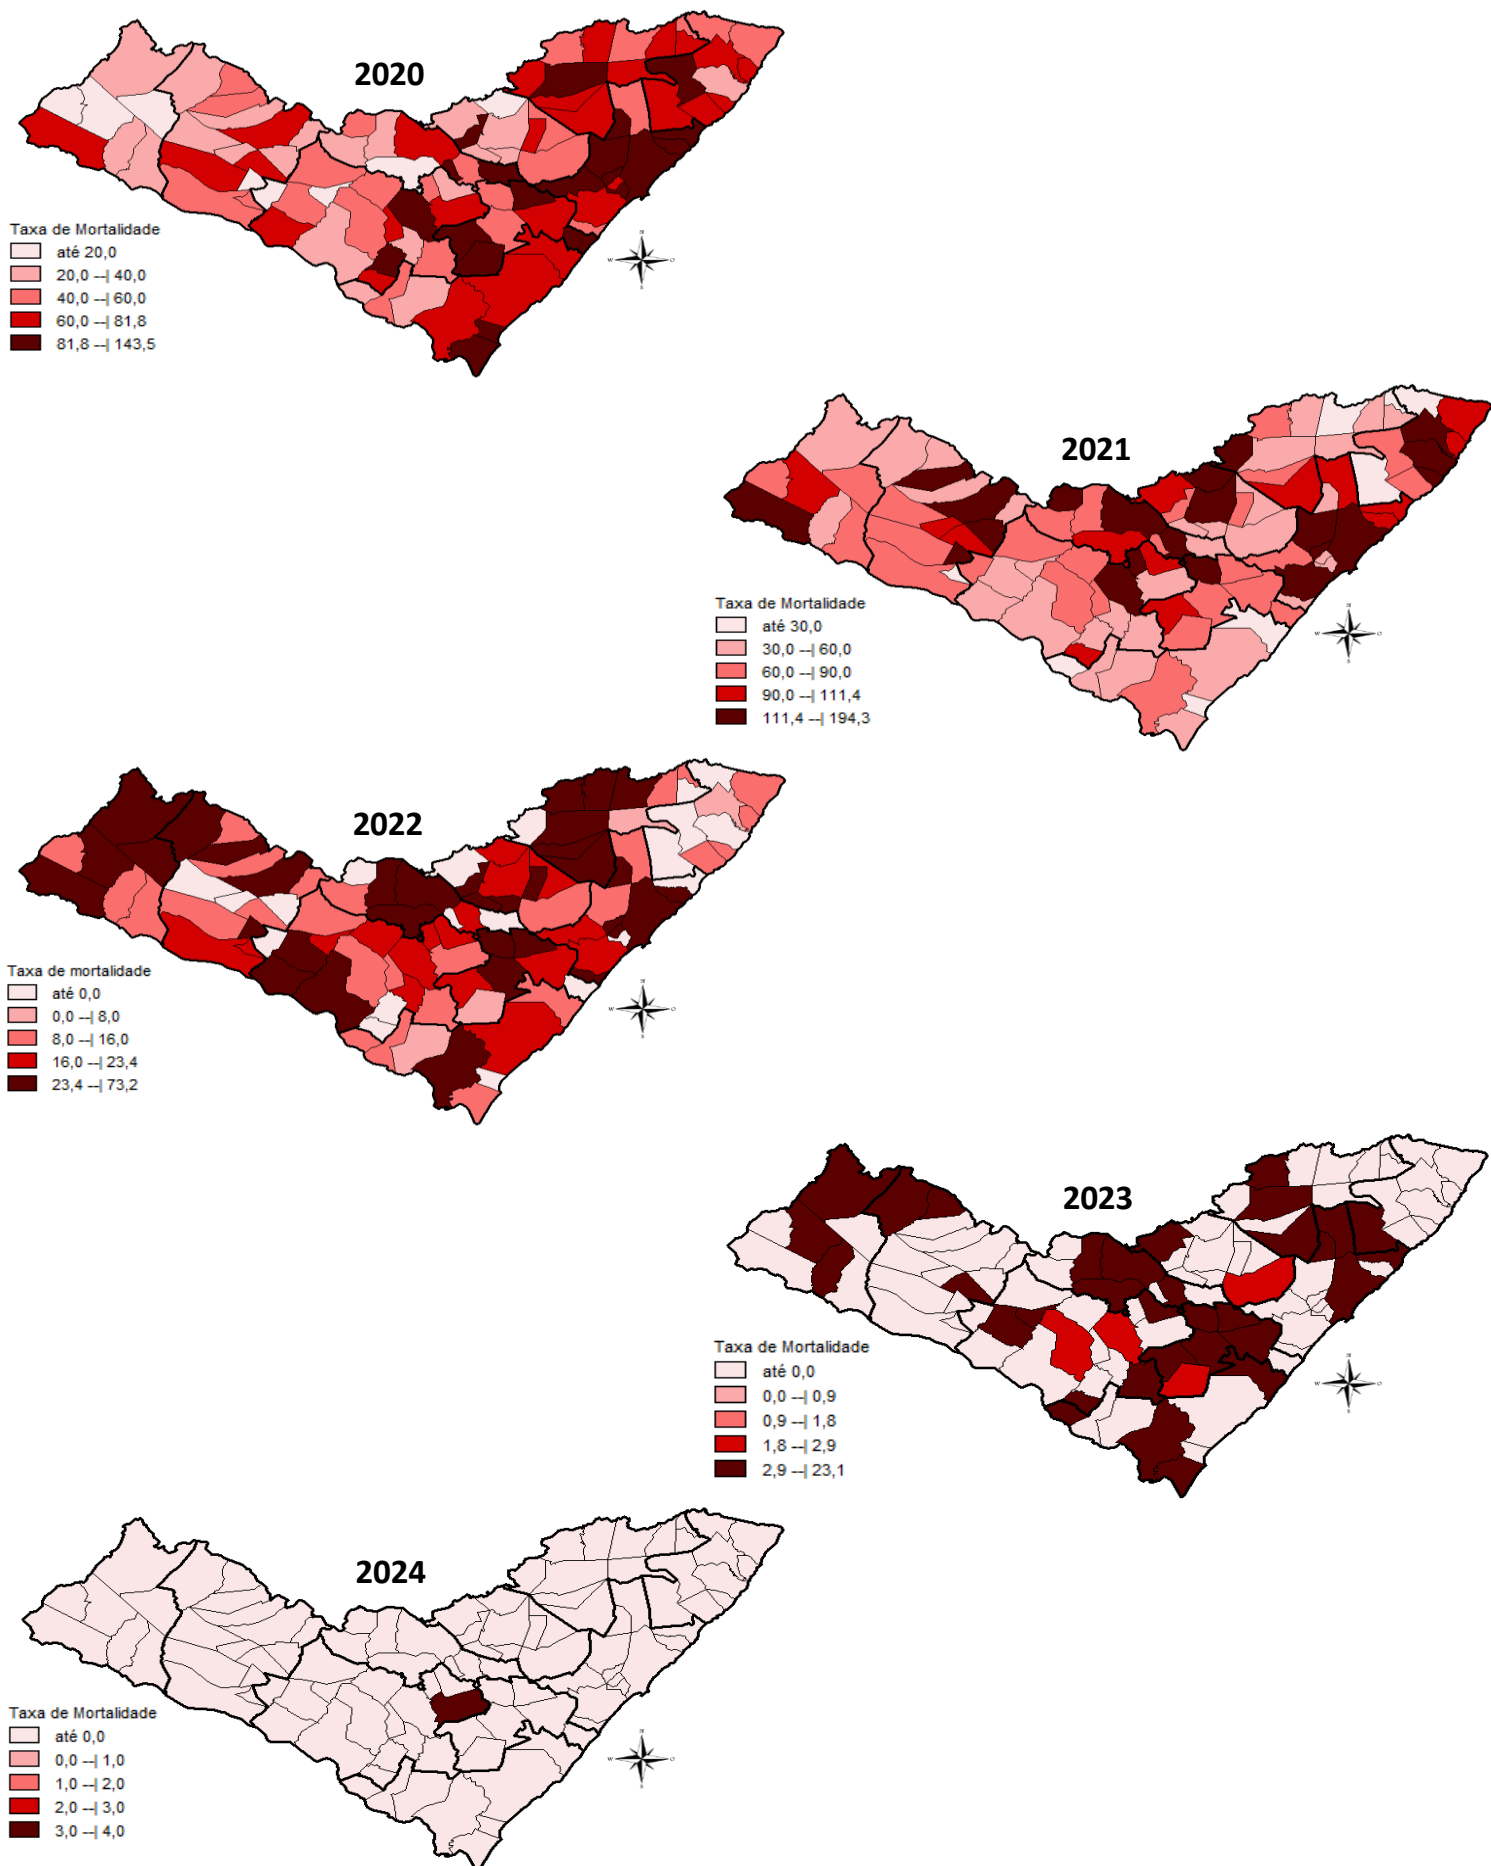 2020
Taxa de Mortalidade
até 20,0
20,0 --| 40,0
40,0 --| 60,0
60,0 --| 81,8
81,8 --| 143,5
N
W
O
S
2021
Taxa de Mortalidade
até 30,0
30,0 --| 60,0
60,0 --| 90,0
90,0 --| 111,4
111,4 --| 194,3
N
W
O
S
2022
Taxa de mortalidade
até 0,0
0,0 --| 8,0
8,0 --| 16,0
16,0 --| 23,4
23,4 --| 73,2
N
W
O
S
2023
Taxa de Mortalidade
até 0,0
0,0 --| 0,9
0,9 --| 1,8
1,8 --| 2,9
2,9 --| 23,1
N
W
O
S
2024
Taxa de Mortalidade
até 0,0
0,0 --| 1,0
1,0 --| 2,0
2,0 --| 3,0
3,0 --| 4,0
N
W
O
S